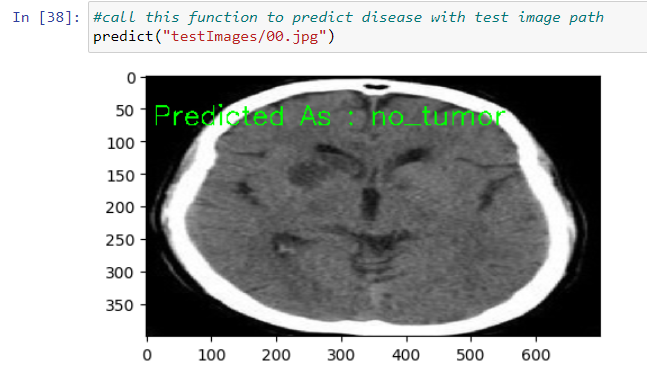 In [38]: #call this function to predict disease with test image path
predict("testImages/00.jpg")
0
50
Predicted As : no_tumor
100
150
200
250
300
350
0 100 200 300 400 500 600